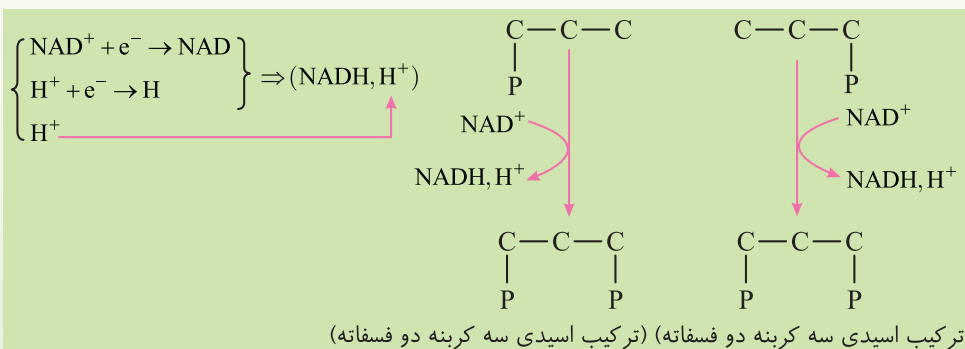 NAD⁺ + e⁻ → NAD
H⁺ + e⁻ → H
H⁺
⇒ (NADH, H⁺)
C — C — C
P
NAD⁺
NADH, H⁺
C — C — C
P P
(ترکیب اسیدی سه کربنه دو فسفاته)
C — C — C
P
NAD⁺
NADH, H⁺
C — C — C
P P
ترکیب اسیدی سه کربنه دو فسفاته)